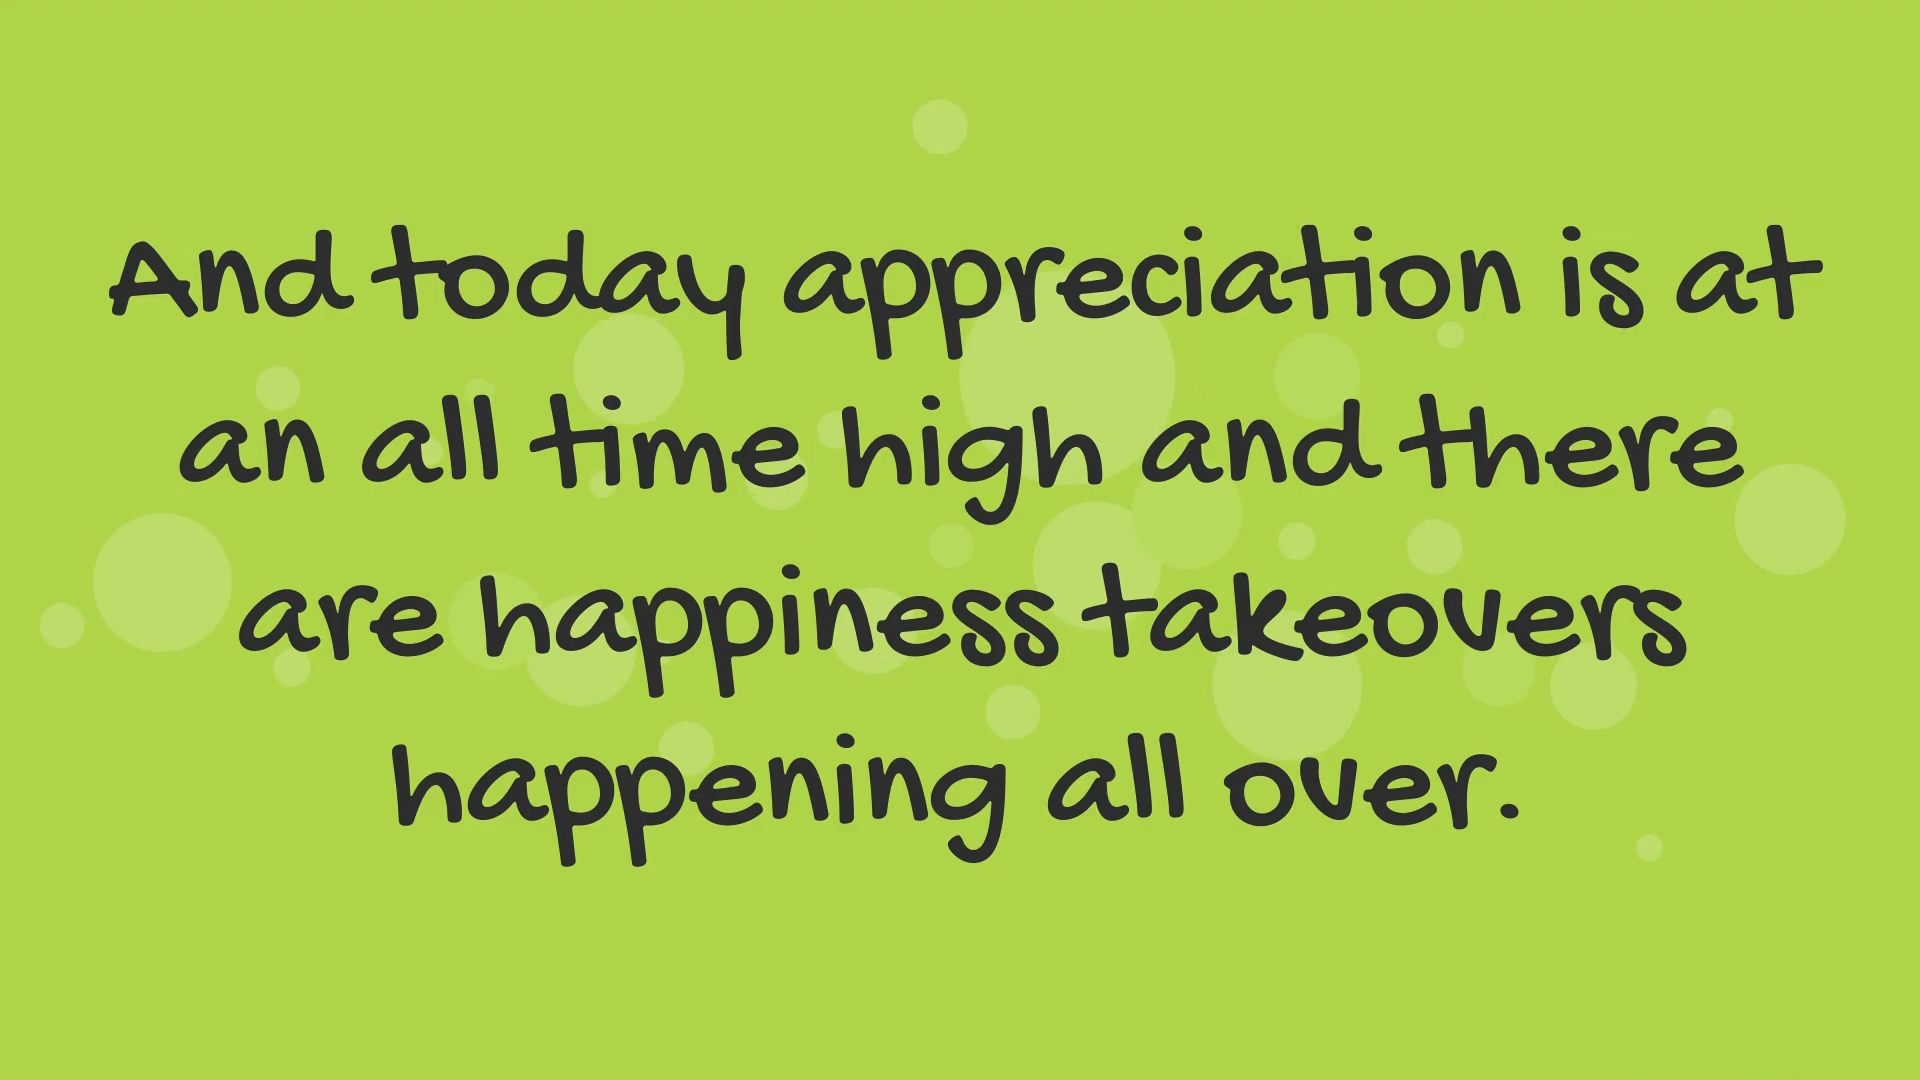 And today appreciation is at
an all time high and there
are happiness takeovers
happening all over.